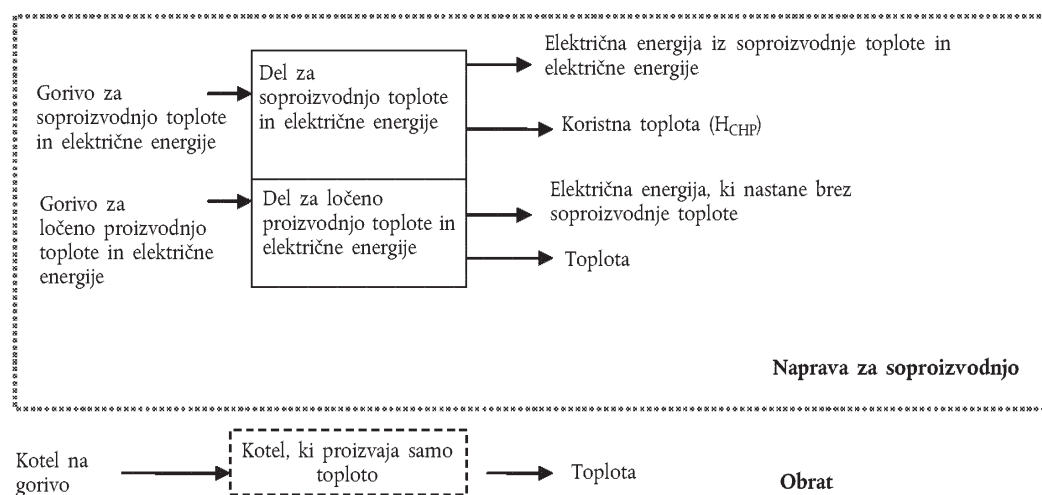 Gorivo za
soproizvodnjo toplote
in električne energije
Del za
soproizvodnjo toplote
in električne energije
Električna energija iz soproizvodnje toplote in
električne energije
Koristna toplota (HCHP)
Gorivo za
ločeno proizvodnjo
toplote in električne
energije
Del za ločeno
proizvodnjo toplote in
električne energije
Električna energija, ki nastane brez
soproizvodnje toplote
Toplota
Naprava za soproizvodnjo
Kotel na
gorivo
Kotel, ki proizvaja samo
toploto
Toplota
Obrat